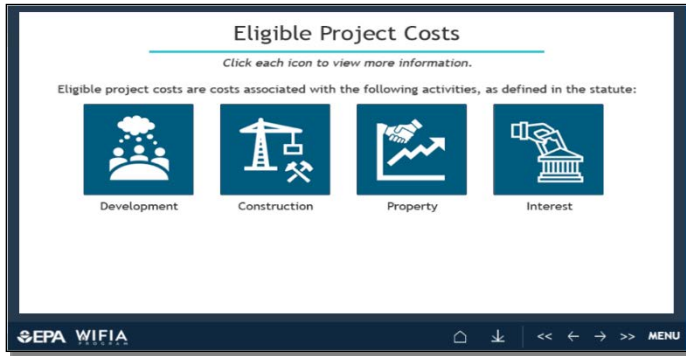 Eligible Project Costs
Click each icon to view more information.
Eligible project costs are costs associated with the following activities, as defined in the statute:
Development Construction Property Interest
EPA WIFIA PROGRAM << ← → >> MENU